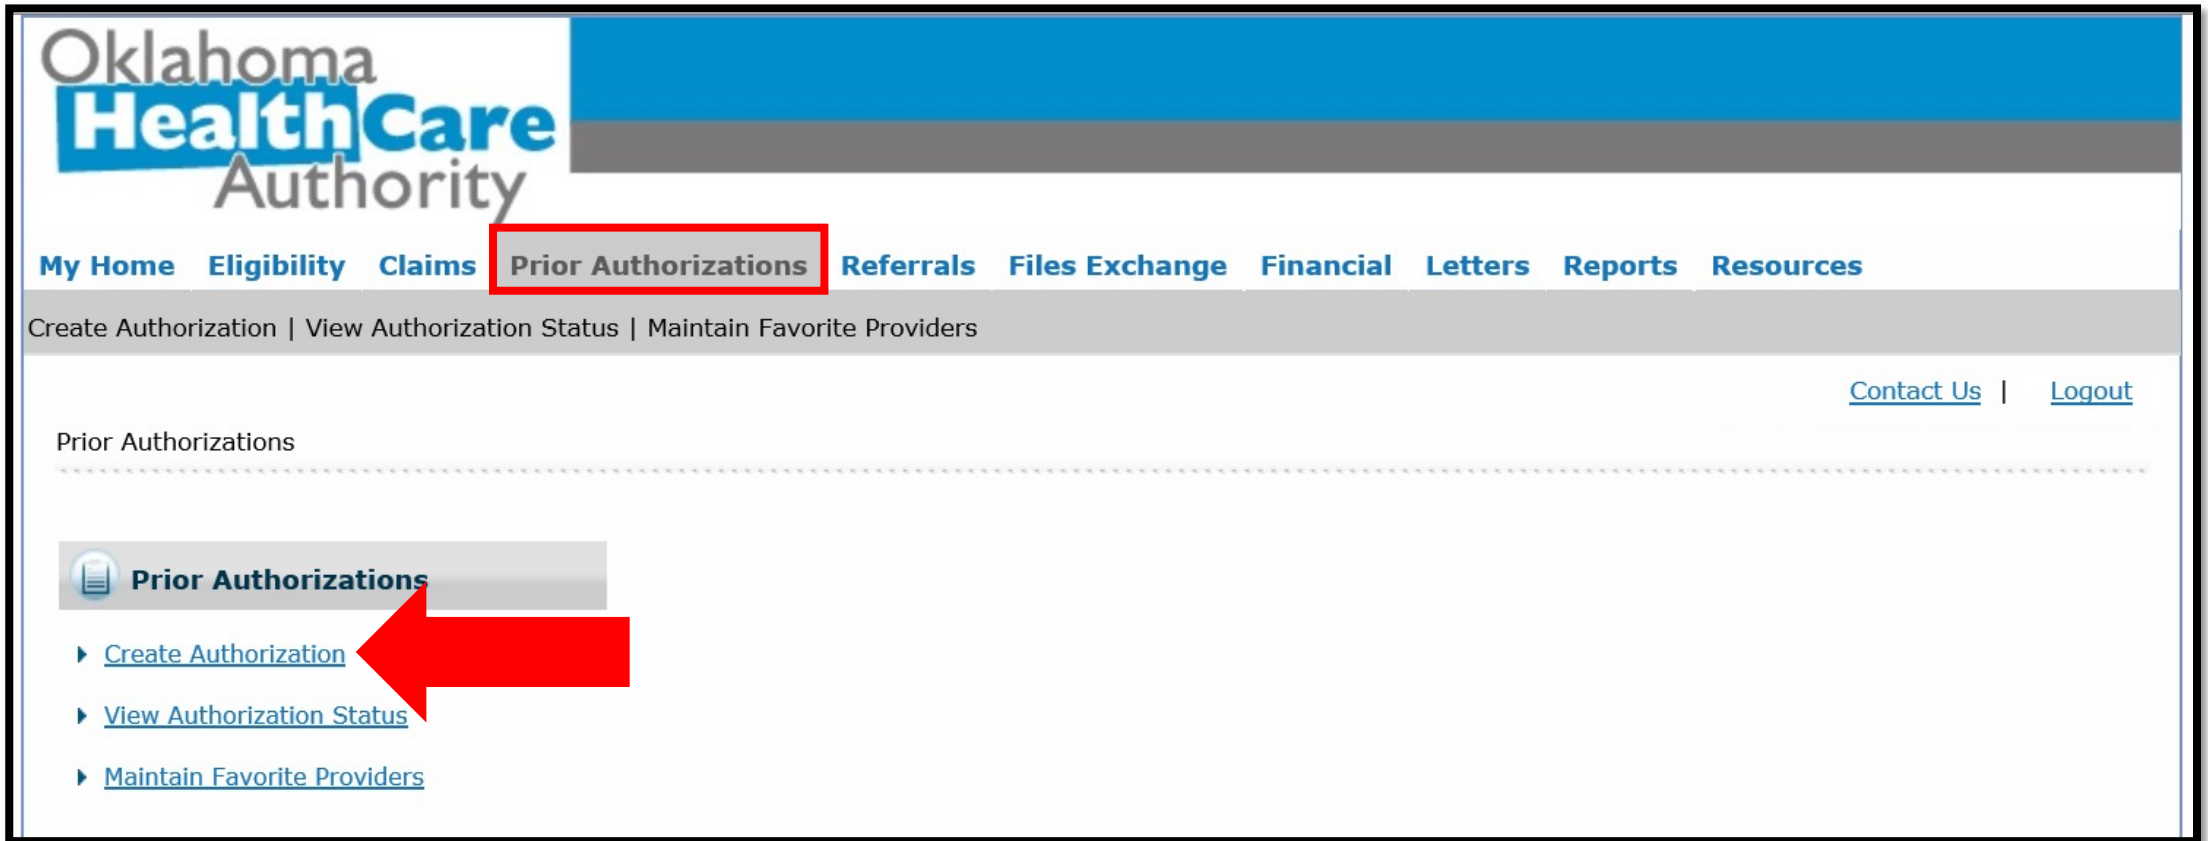 Oklahoma
HealthCare
Authority
My Home Eligibility Claims Prior Authorizations Referrals Files Exchange Financial Letters Reports Resources
Create Authorization | View Authorization Status | Maintain Favorite Providers
Contact Us | Logout
Prior Authorizations
Prior Authorizations
Create Authorization
View Authorization Status
Maintain Favorite Providers